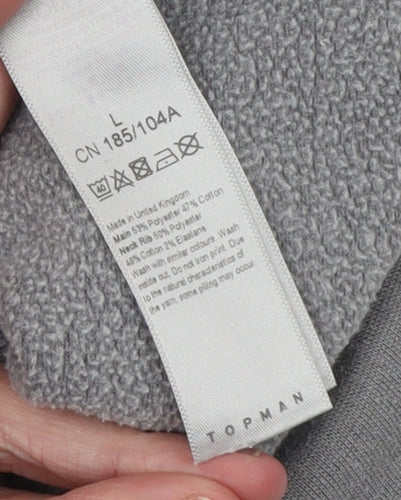 L
CN 185/104A
40
Made in United Kingdom
Main 53% Polyester 47% Cotton
Neck Rib 50% Polyester
48% Cotton 2% Elastane
Wash with similar colours. Wash
inside out. Do not iron print. Due
to the natural characteristics of
the yarn, some pilling may occur.
TOPMAN